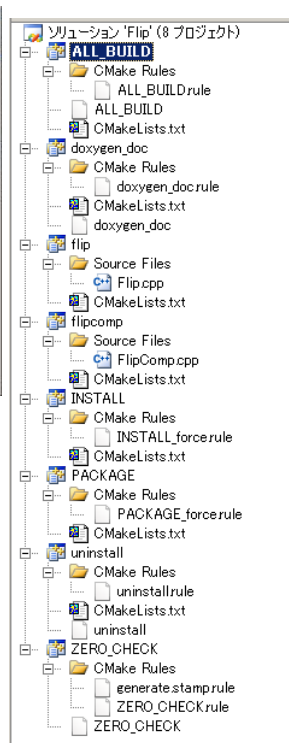 ソリューション 'Flip' (8 プロジェクト)
ALL_BUILD
CMake Rules
ALL_BUILD.rule
ALL_BUILD
CMakeLists.txt
doxygen_doc
CMake Rules
doxygen_doc.rule
CMakeLists.txt
doxygen_doc
flip
Source Files
Flip.cpp
CMakeLists.txt
flipcomp
Source Files
FlipComp.cpp
CMakeLists.txt
INSTALL
CMake Rules
INSTALL_force.rule
CMakeLists.txt
PACKAGE
CMake Rules
PACKAGE_force.rule
CMakeLists.txt
uninstall
CMake Rules
uninstall.rule
CMakeLists.txt
uninstall
ZERO_CHECK
CMake Rules
generate.stamp.rule
ZERO_CHECK.rule
ZERO_CHECK